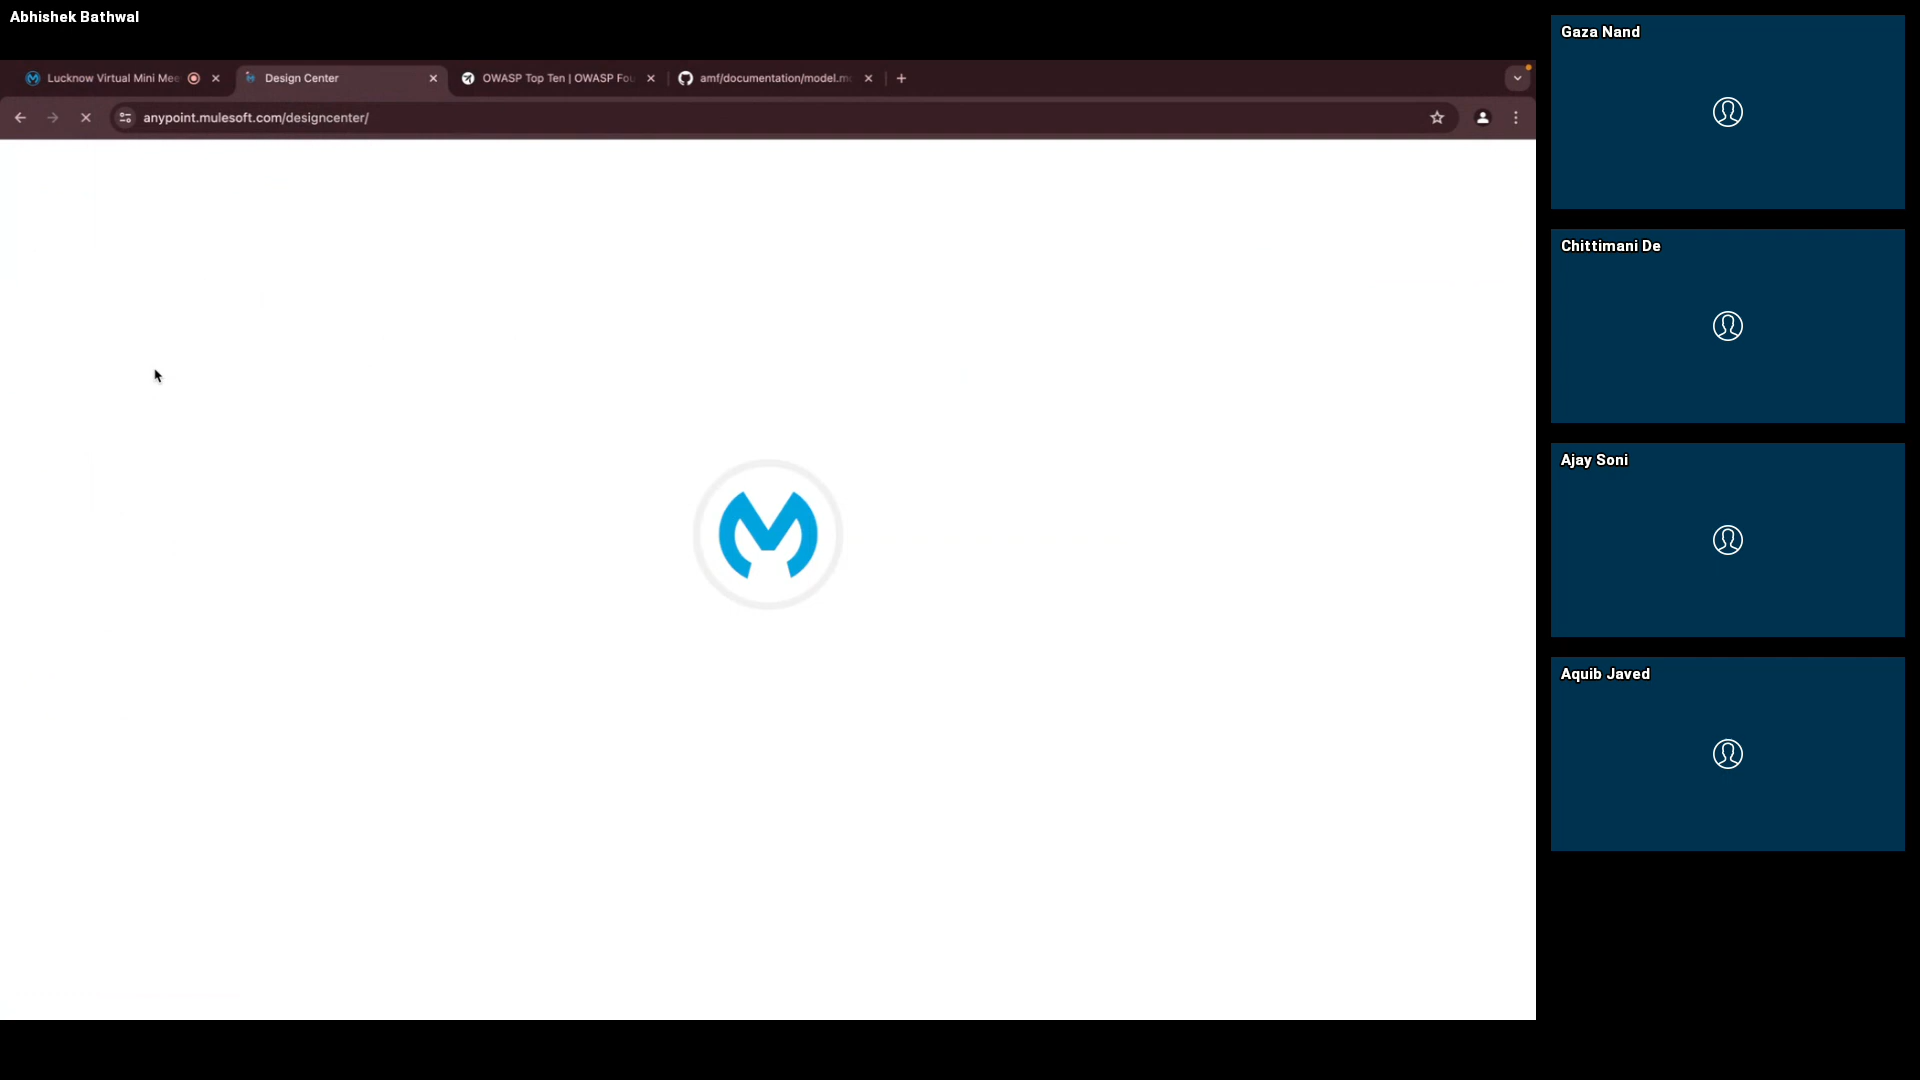 Abhishek Bathwal
Lucknow Virtual Mini Mee
Design Center
OWASP Top Ten | OWASP Fou
amf/documentation/model.m
anypoint.mulesoft.com/designcenter/
Gaza Nand
Chittimani De
Ajay Soni
Aquib Javed